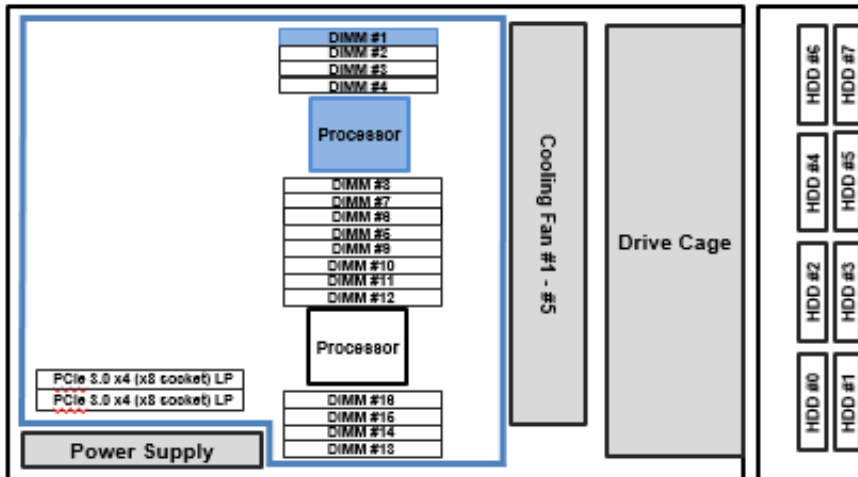 DIMM #1
DIMM #2
DIMM #3
DIMM #4
Processor
DIMM #8
DIMM #7
DIMM #6
DIMM #5
DIMM #9
DIMM #10
DIMM #11
DIMM #12
Processor
DIMM #16
DIMM #15
DIMM #14
DIMM #13
PCIe 3.0 x4 (x8 socket) LP
PCIe 3.0 x4 (x8 socket) LP
Power Supply
Cooling Fan #1 - #5
Drive Cage
HDD #6
HDD #7
HDD #4
HDD #5
HDD #2
HDD #3
HDD #0
HDD #1